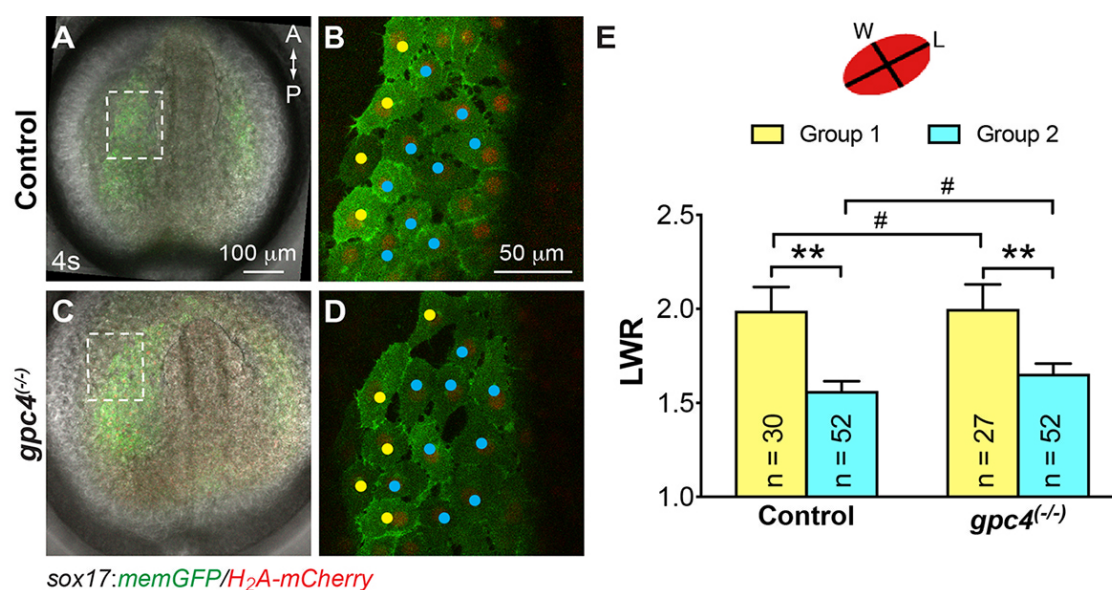 A
A
P
Control
4s
100 μm
B
50 μm
C
gpc4(-/-)
D
sox17:memGFP/H₂A-mCherry
E
W
L
Group 1
Group 2
#
#
**
**
LWR
2.5
2.0
1.5
1.0
n = 30
n = 52
n = 27
n = 52
Control
gpc4(-/-)